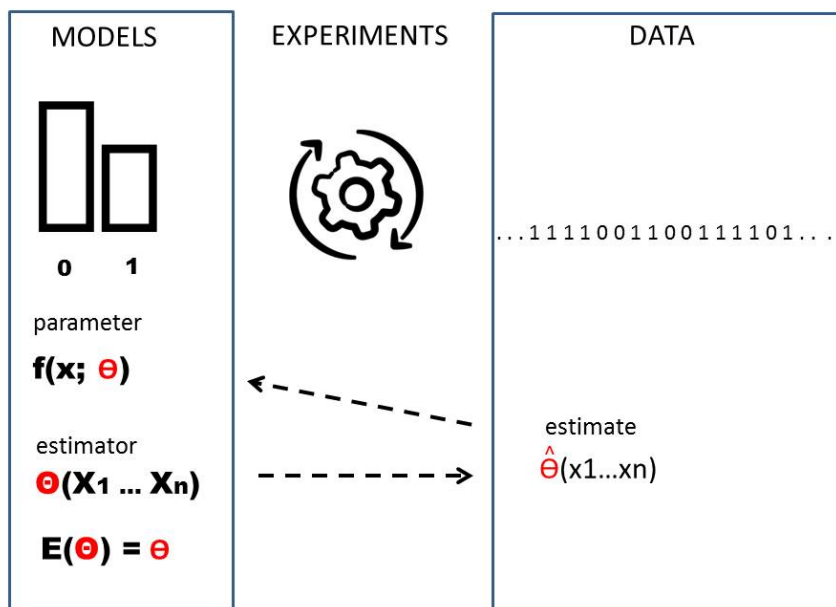 MODELS
EXPERIMENTS
DATA
0 1
...1111001100111101...
parameter
f(x; Θ)
estimator
Θ(X1 ... Xn)
E(Θ) = Θ
estimate
^
Θ(x1...xn)